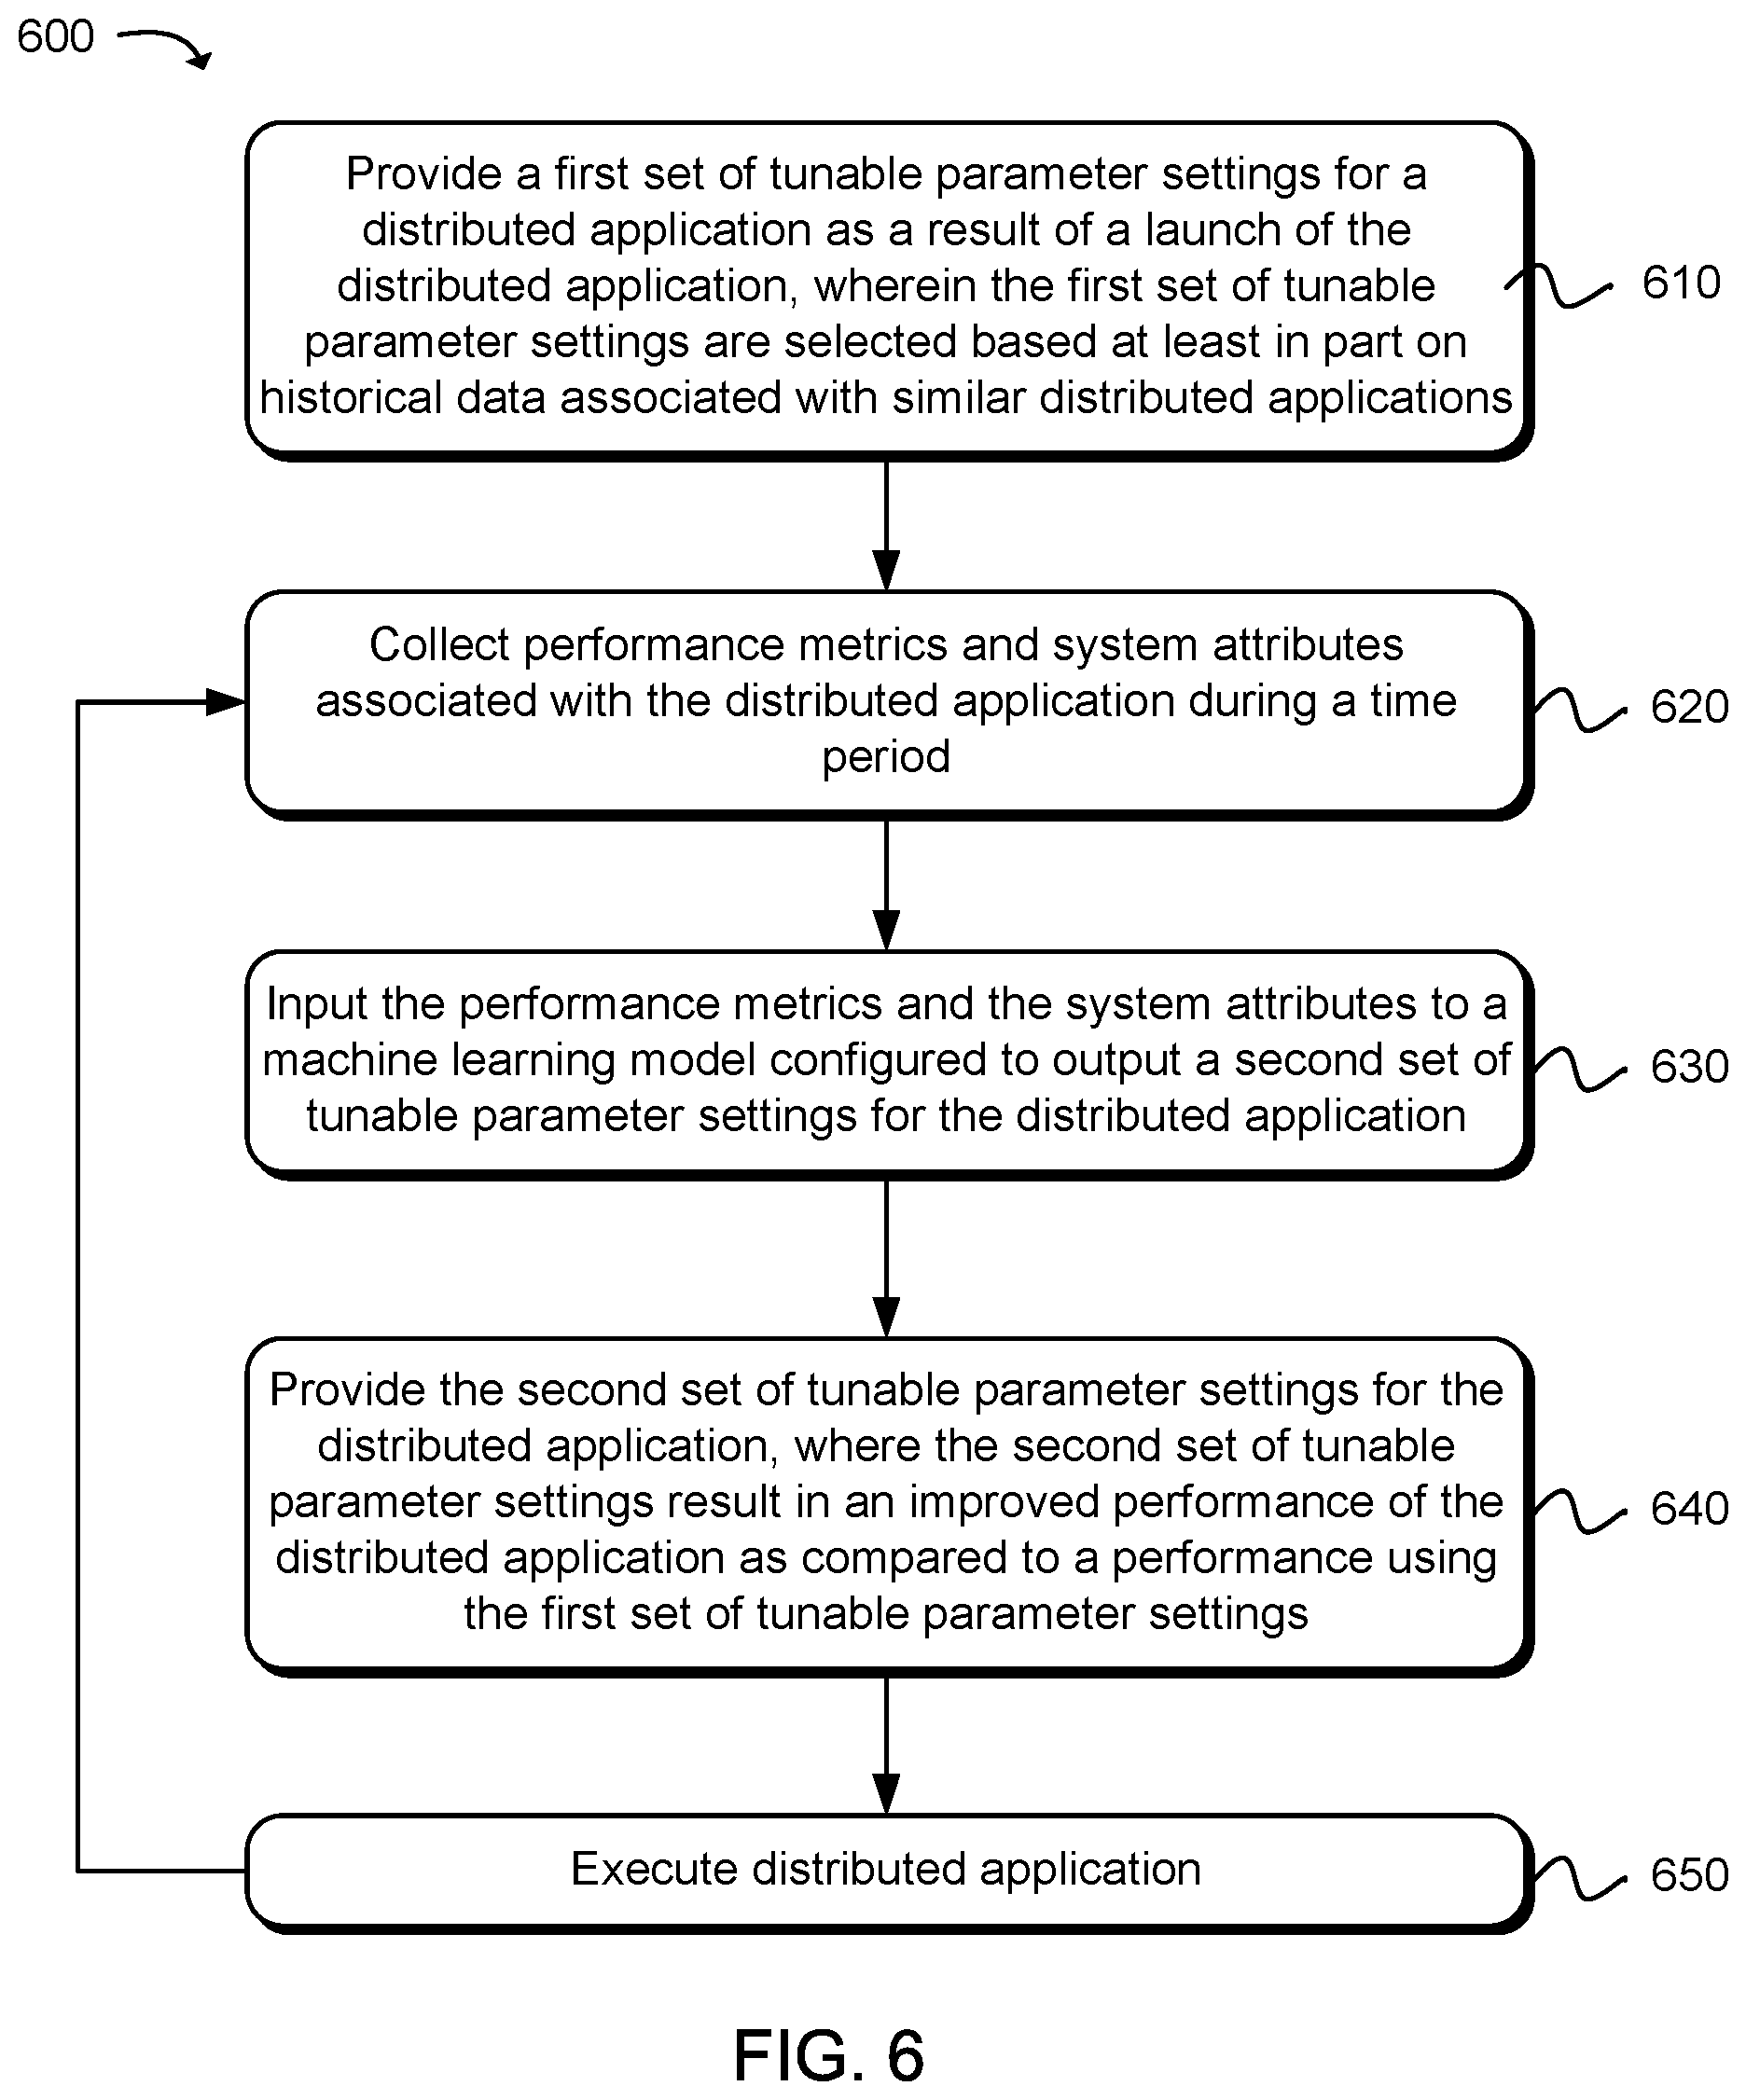 600
Provide a first set of tunable parameter settings for a
distributed application as a result of a launch of the
distributed application, wherein the first set of tunable
parameter settings are selected based at least in part on
historical data associated with similar distributed applications
610
Collect performance metrics and system attributes
associated with the distributed application during a time
period
620
Input the performance metrics and the system attributes to a
machine learning model configured to output a second set of
tunable parameter settings for the distributed application
630
Provide the second set of tunable parameter settings for the
distributed application, where the second set of tunable
parameter settings result in an improved performance of the
distributed application as compared to a performance using
the first set of tunable parameter settings
640
Execute distributed application
650
FIG. 6